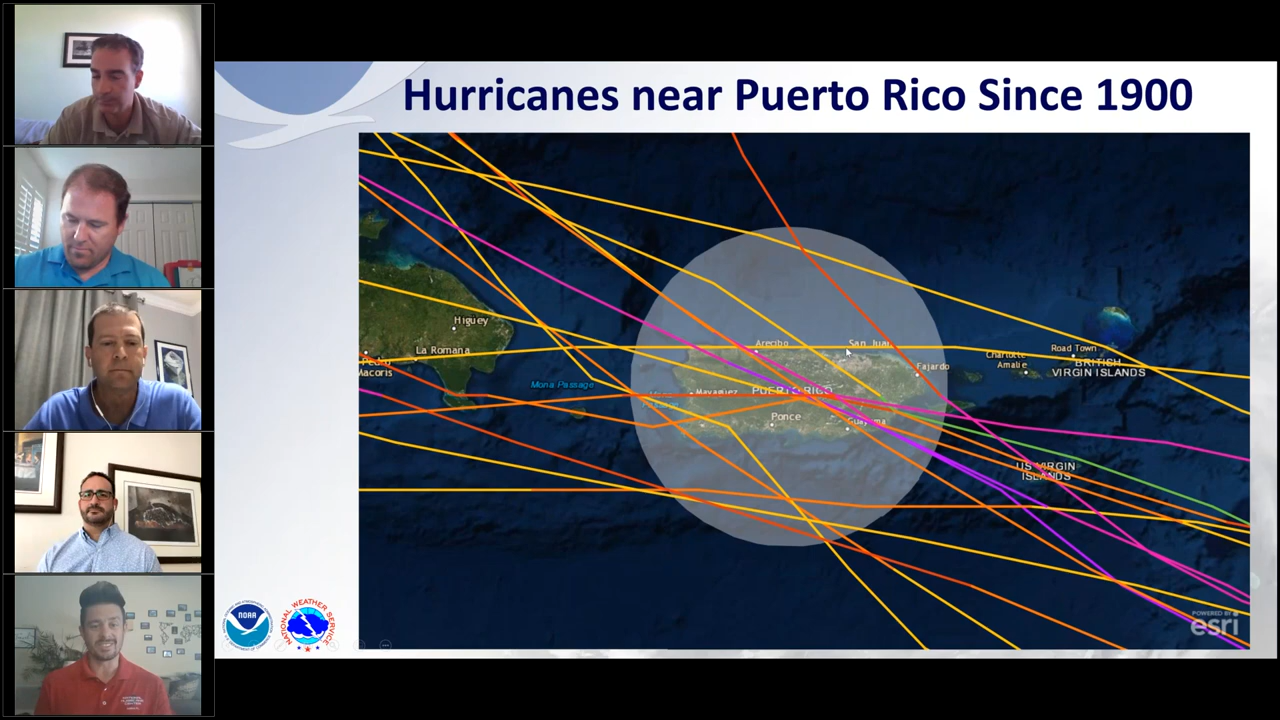 Hurricanes near Puerto Rico Since 1900
Higuey
La Romana
Macoris
Mona Passage
Arecibo
San Juan
Fajardo
Mayaguez
PUERTO RICO
Ponce
Guayama
Charlotte
Amalie
Road Town
BRITISH
VIRGIN ISLANDS
US VIRGIN
ISLANDS
NOAA
NATIONAL WEATHER SERVICE
POWERED BY
esri